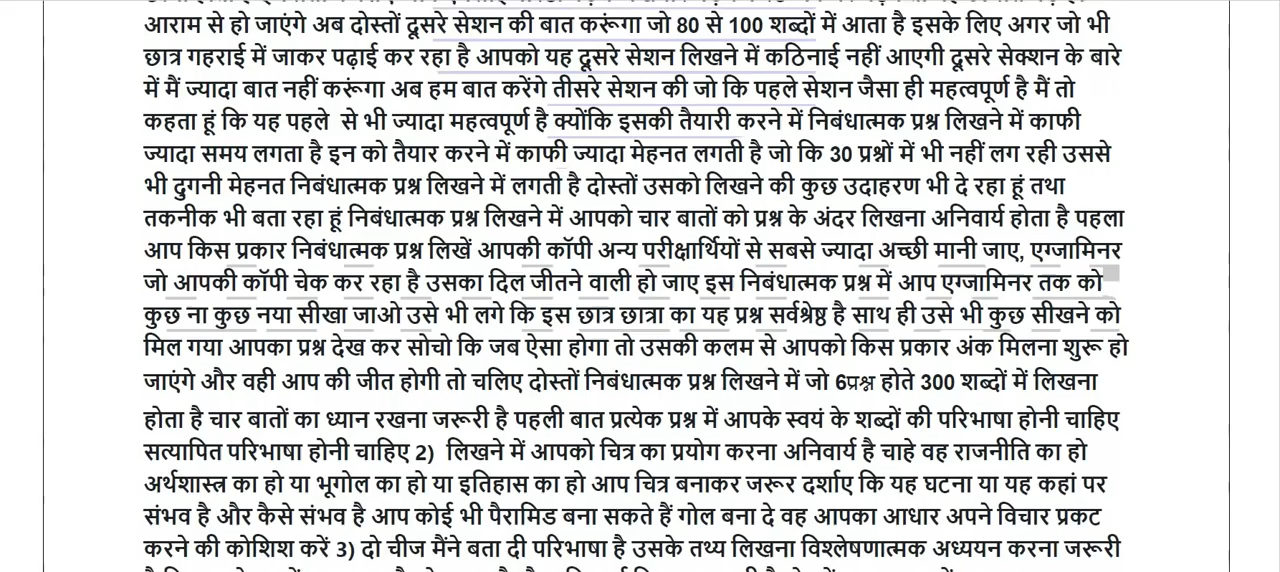 आराम से हो जाएंगे अब दोस्तों दूसरे सेशन की बात करूंगा जो 80 से 100 शब्दों में आता है इसके लिए अगर जो भी
छात्र गहराई में जाकर पढ़ाई कर रहा है आपको यह दूसरे सेशन लिखने में कठिनाई नहीं आएगी दूसरे सेक्शन के बारे
में मैं ज्यादा बात नहीं करूंगा अब हम बात करेंगे तीसरे सेशन की जो कि पहले सेशन जैसा ही महत्वपूर्ण है मैं तो
कहता हूं कि यह पहले से भी ज्यादा महत्वपूर्ण है क्योंकि इसकी तैयारी करने में निबंधात्मक प्रश्न लिखने में काफी
ज्यादा समय लगता है इन को तैयार करने में काफी ज्यादा मेहनत लगती है जो कि 30 प्रश्नों में भी नहीं लग रही उससे
भी दुगनी मेहनत निबंधात्मक प्रश्न लिखने में लगती है दोस्तों उसको लिखने की कुछ उदाहरण भी दे रहा हूं तथा
तकनीक भी बता रहा हूं निबंधात्मक प्रश्न लिखने में आपको चार बातों को प्रश्न के अंदर लिखना अनिवार्य होता है पहला
आप किस प्रकार निबंधात्मक प्रश्न लिखें आपकी कॉपी अन्य परीक्षार्थियों से सबसे ज्यादा अच्छी मानी जाए, एग्जामिनर
जो आपकी कॉपी चेक कर रहा है उसका दिल जीतने वाली हो जाए इस निबंधात्मक प्रश्न में आप एग्जामिनर तक को
कुछ ना कुछ नया सीखा जाओ उसे भी लगे कि इस छात्र छात्रा का यह प्रश्न सर्वश्रेष्ठ है साथ ही उसे भी कुछ सीखने को
मिल गया आपका प्रश्न देख कर सोचो कि जब ऐसा होगा तो उसकी कलम से आपको किस प्रकार अंक मिलना शुरू हो
जाएंगे और वही आप की जीत होगी तो चलिए दोस्तों निबंधात्मक प्रश्न लिखने में जो 6प्रश्न होते 300 शब्दों में लिखना
होता है चार बातों का ध्यान रखना जरूरी है पहली बात प्रत्येक प्रश्न में आपके स्वयं के शब्दों की परिभाषा होनी चाहिए
सत्यापित परिभाषा होनी चाहिए 2) लिखने में आपको चित्र का प्रयोग करना अनिवार्य है चाहे वह राजनीति का हो
अर्थशास्त्र का हो या भूगोल का हो या इतिहास का हो आप चित्र बनाकर जरूर दर्शाए कि यह घटना या यह कहां पर
संभव है और कैसे संभव है आप कोई भी पैरामिड बना सकते हैं गोल बना दे वह आपका आधार अपने विचार प्रकट
करने की कोशिश करें 3) दो चीज मैंने बता दी परिभाषा है उसके तथ्य लिखना विश्लेषणात्मक अध्ययन करना जरूरी